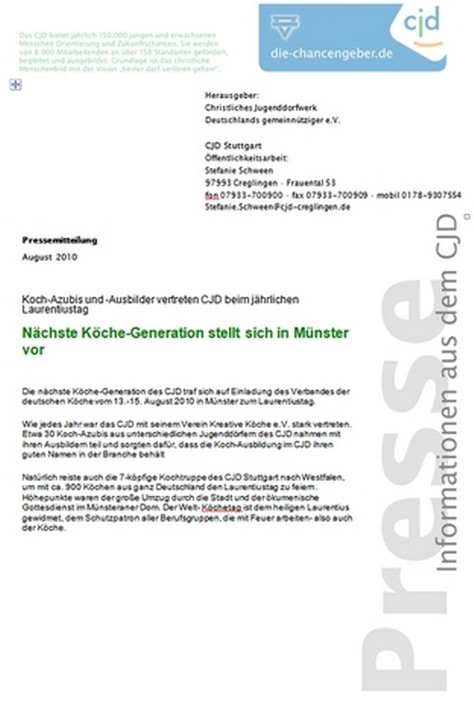 Das CJD bietet jährlich 150.000 jungen und erwachsenen
Menschen Orientierung und Zukunftschancen. Sie werden
von 8.000 Mitarbeitenden an über 150 Standorten gefördert,
begleitet und ausgebildet. Grundlage ist das christliche
Menschenbild mit der Vision „Keiner darf verloren gehen".
cjd
die-chancengeber.de
Herausgeber:
Christliches Jugenddorfwerk
Deutschlands gemeinnütziger e.V.
CJD Stuttgart
Öffentlichkeitsarbeit:
Stefanie Schween
97993 Creglingen · Frauental 53
fon 07933-700900 · fax 07933-700909 · mobil 0178-9307554
Stefanie.Schween@cjd-creglingen.de
Pressemitteilung
August 2010
Koch-Azubis und -Ausbilder vertreten CJD beim jährlichen
Laurentiustag
Nächste Köche-Generation stellt sich in Münster
vor
Die nächste Köche-Generation des CJD traf sich auf Einladung des Verbandes der
deutschen Köche vom 13.-15. August 2010 in Münster zum Laurentiustag.
Wie jedes Jahr war das CJD mit seinem Verein Kreative Köche e.V. stark vertreten.
Etwa 30 Koch-Azubis aus unterschiedlichen Jugenddörfern des CJD nahmen mit
ihren Ausbildern teil und sorgten dafür, dass die Koch-Ausbildung im CJD ihren
guten Namen in der Branche behält
Natürlich reiste auch die 7-köpfige Kochtruppe des CJD Stuttgart nach Westfalen,
um mit ca. 900 Köchen aus ganz Deutschland den Laurentiustag zu feiern.
Höhepunkte waren der große Umzug durch die Stadt und der ökumenische
Gottesdienst im Münsteraner Dom. Der Welt- Köchetag ist dem heiligen Laurentius
gewidmet, dem Schutzpatron aller Berufsgruppen, die mit Feuer arbeiten- also auch
der Köche.
Presse
Informationen aus dem CJD